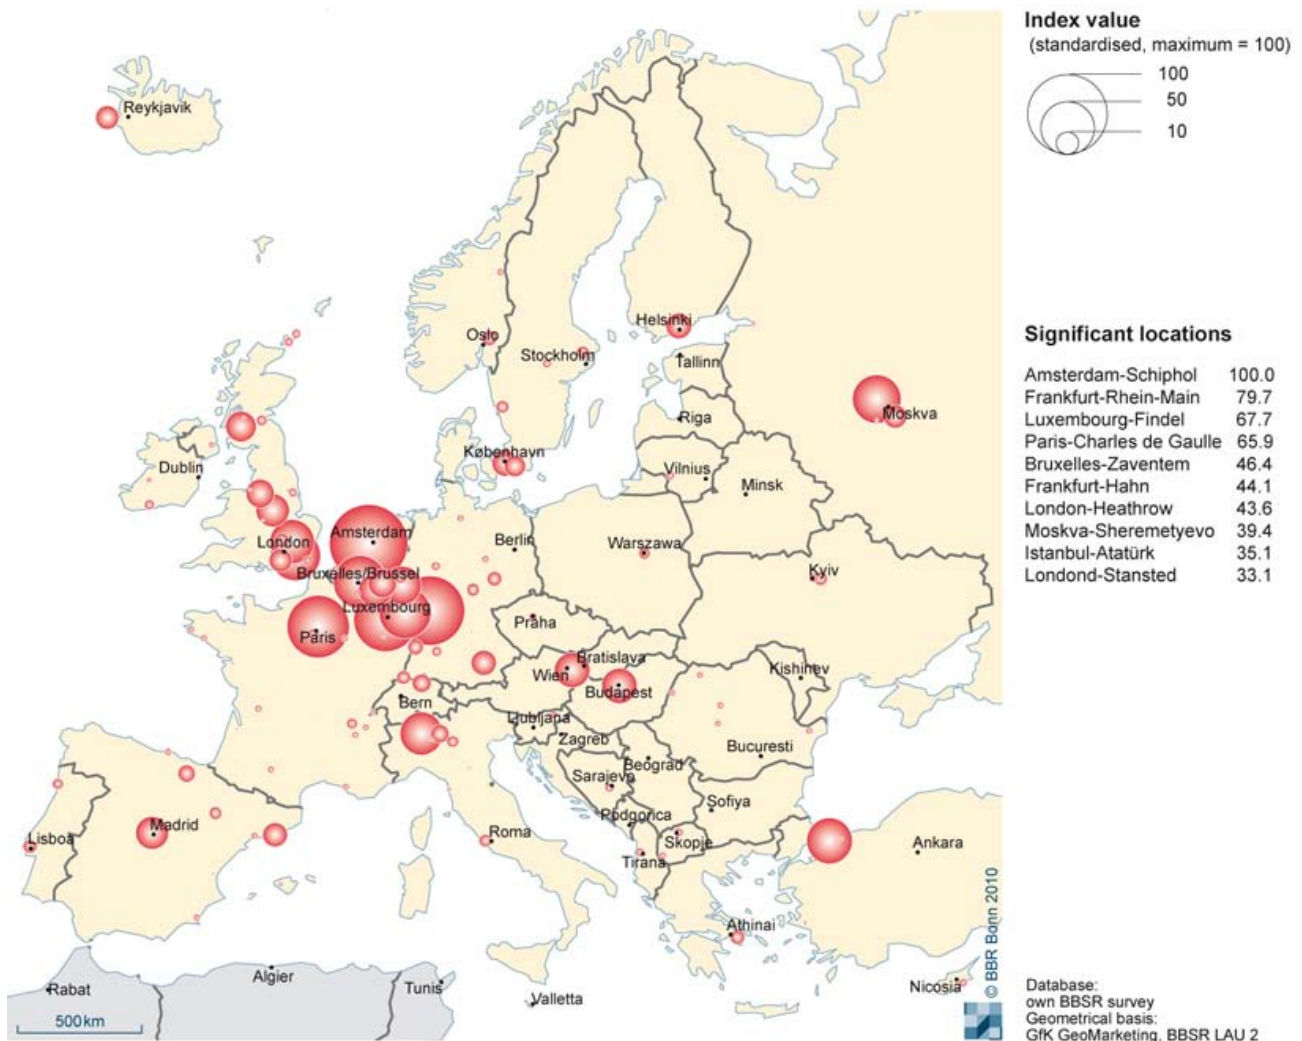 Index value
(standardised, maximum = 100)
100
50
10
Reykjavik
Helsinki
Oslo
Stockholm
Tallinn
Riga
Moskva
København
Dublin
Vilnius
Minsk
Amsterdam
London
Berlin
Warszawa
Bruxelles/Brussel
Kyiv
Luxembourg
Paris
Praha
Bratislava
Wien
Kishinev
Budapest
Bern
Ljubljana
Zagreb
Bucuresti
Beograd
Sarajevo
Sofiya
Podgorica
Madrid
Lisboa
Roma
Skopje
Tirana
Ankara
Athinai
Algier
Tunis
Rabat
Valletta
Nicosia
500 km
© BBR Bonn 2010
Significant locations
Amsterdam-Schiphol 100.0
Frankfurt-Rhein-Main 79.7
Luxembourg-Findel 67.7
Paris-Charles de Gaulle 65.9
Bruxelles-Zaventem 46.4
Frankfurt-Hahn 44.1
London-Heathrow 43.6
Moskva-Sheremetyevo 39.4
Istanbul-Atatürk 35.1
Londond-Stansted 33.1
Database:
own BBSR survey
Geometrical basis:
GfK GeoMarketing, BBSR LAU 2